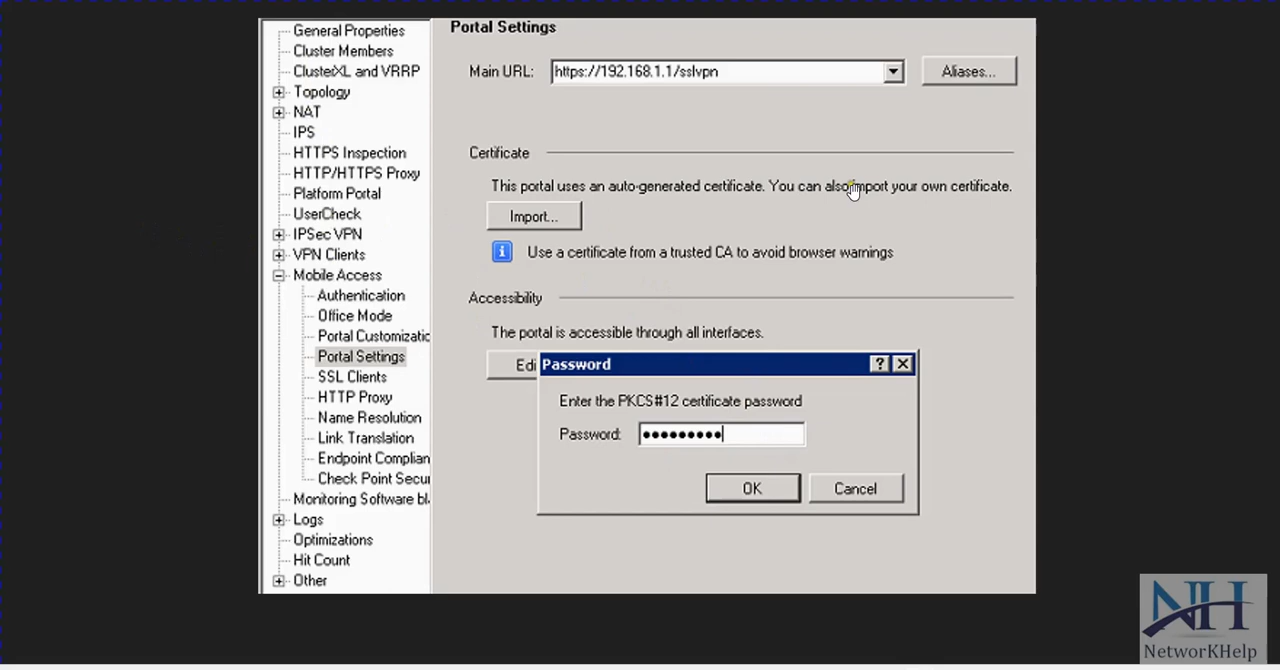 General Properties
Cluster Members
ClusterXL and VRRP
Topology
NAT
IPS
HTTPS Inspection
HTTP/HTTPS Proxy
Platform Portal
UserCheck
IPSec VPN
VPN Clients
Mobile Access
Authentication
Office Mode
Portal Customizatic
Portal Settings
SSL Clients
HTTP Proxy
Name Resolution
Link Translation
Endpoint Complian
Check Point Secu
Monitoring Software bl
Logs
Optimizations
Hit Count
Other
Portal Settings
Main URL: https://192.168.1.1/sslvpn Aliases...
Certificate
This portal uses an auto-generated certificate. You can also import your own certificate.
Import...
Use a certificate from a trusted CA to avoid browser warnings
Accessibility
The portal is accessible through all interfaces.
Edi
Password
Enter the PKCS#12 certificate password
Password: •••••••••
OK Cancel
NH
NetworKHelp